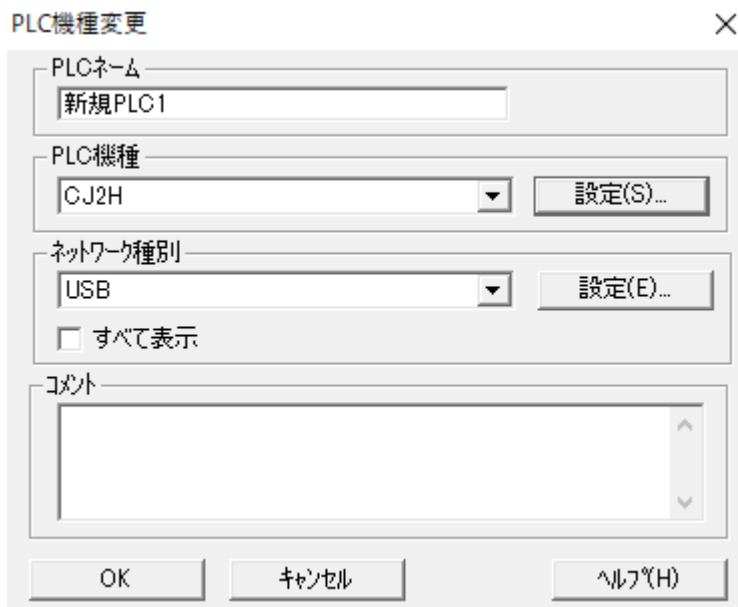 PLC機種変更
PLCネーム
新規PLC1
PLC機種
CJ2H
設定(S)...
ネットワーク種別
USB
設定(E)...
すべて表示
コメント
OK
キャンセル
ヘルプ(H)